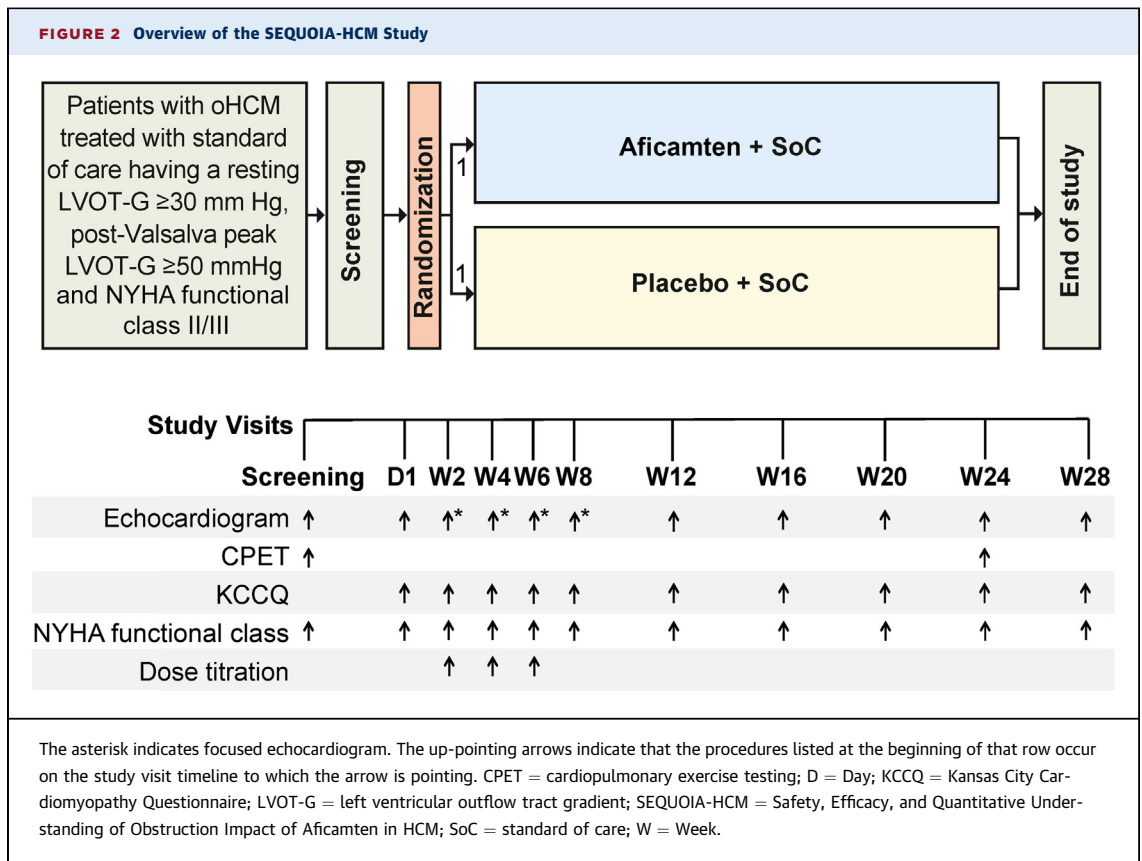 FIGURE 2 Overview of the SEQUOIA-HCM Study
Patients with oHCM
treated with standard
of care having a resting
LVOT-G ≥30 mm Hg,
post-Valsalva peak
LVOT-G ≥50 mmHg
and NYHA functional
class II/III
Screening
Randomization
1
1
Aficamten + SoC
Placebo + SoC
End of study
Study Visits
Screening D1 W2 W4 W6 W8 W12 W16 W20 W24 W28
Echocardiogram ↑ ↑ ↑* ↑* ↑* ↑* ↑ ↑ ↑ ↑ ↑
CPET ↑ ↑
KCCQ ↑ ↑ ↑ ↑ ↑ ↑ ↑ ↑ ↑ ↑
NYHA functional class ↑ ↑ ↑ ↑ ↑ ↑ ↑ ↑ ↑ ↑ ↑
Dose titration ↑ ↑ ↑
The asterisk indicates focused echocardiogram. The up-pointing arrows indicate that the procedures listed at the beginning of that row occur
on the study visit timeline to which the arrow is pointing. CPET = cardiopulmonary exercise testing; D = Day; KCCQ = Kansas City Car-
diomyopathy Questionnaire; LVOT-G = left ventricular outflow tract gradient; SEQUOIA-HCM = Safety, Efficacy, and Quantitative Under-
standing of Obstruction Impact of Aficamten in HCM; SoC = standard of care; W = Week.